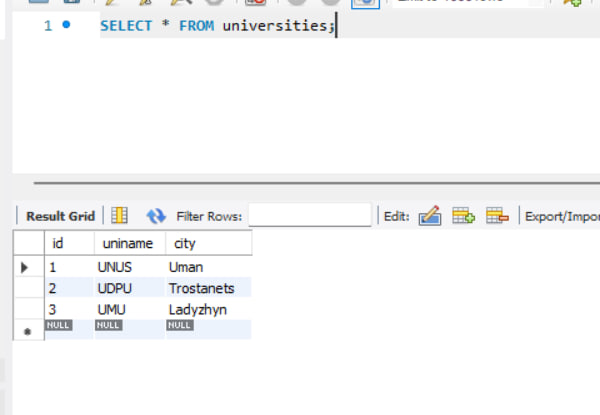 1 SELECT * FROM universities;
Result Grid Filter Rows: Edit: Export/Impor
id uniname city
1 UNUS Uman
2 UDPU Trostanets
3 UMU Ladyzhyn
NULL NULL NULL